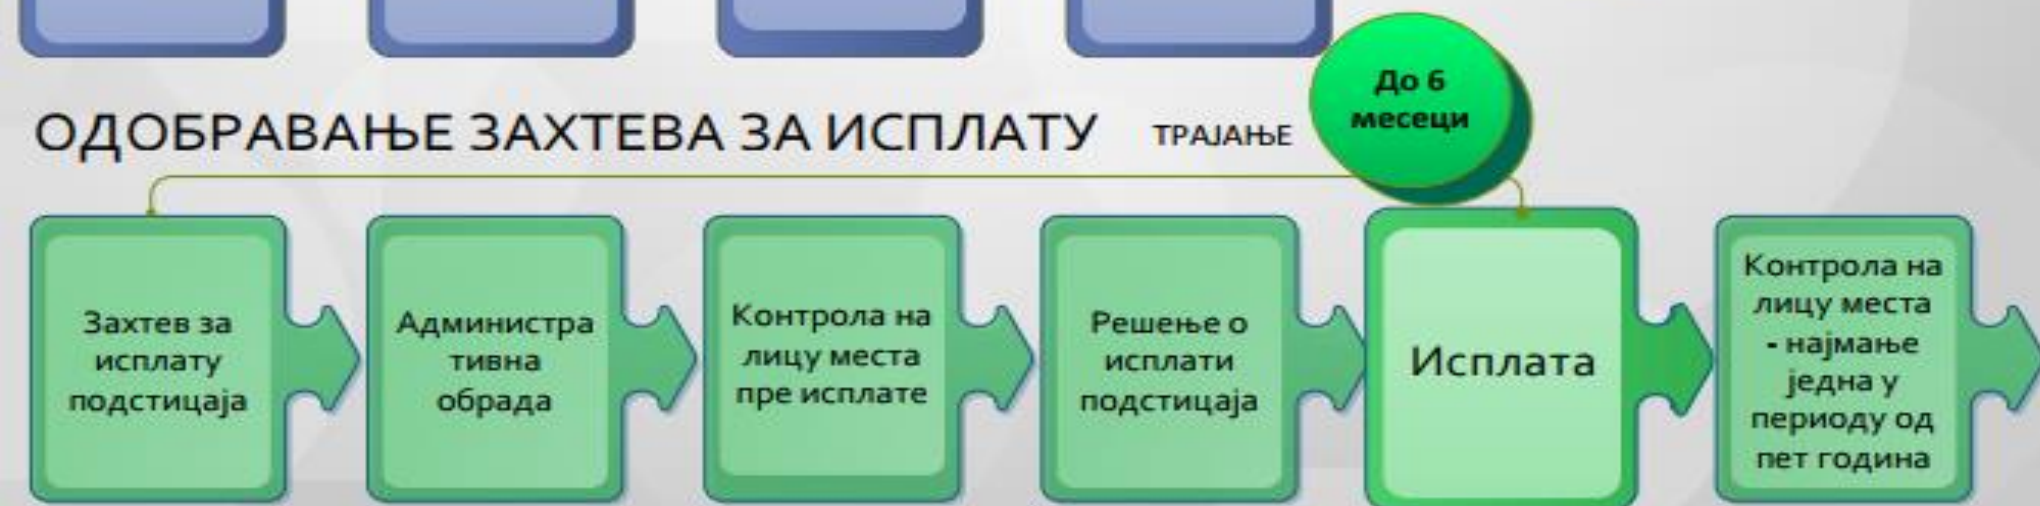 До 6
месеци
ОДОБРАВАЊЕ ЗАХТЕВА ЗА ИСПЛАТУ ТРАЈАЊЕ
Захтев за
исплату
подстицаја
Администра
тивна
обрада
Контрола на
лицу места
пре исплате
Решење о
исплати
подстицаја
Исплата
Контрола на
лицу места
- најмање
једна у
периоду од
пет година